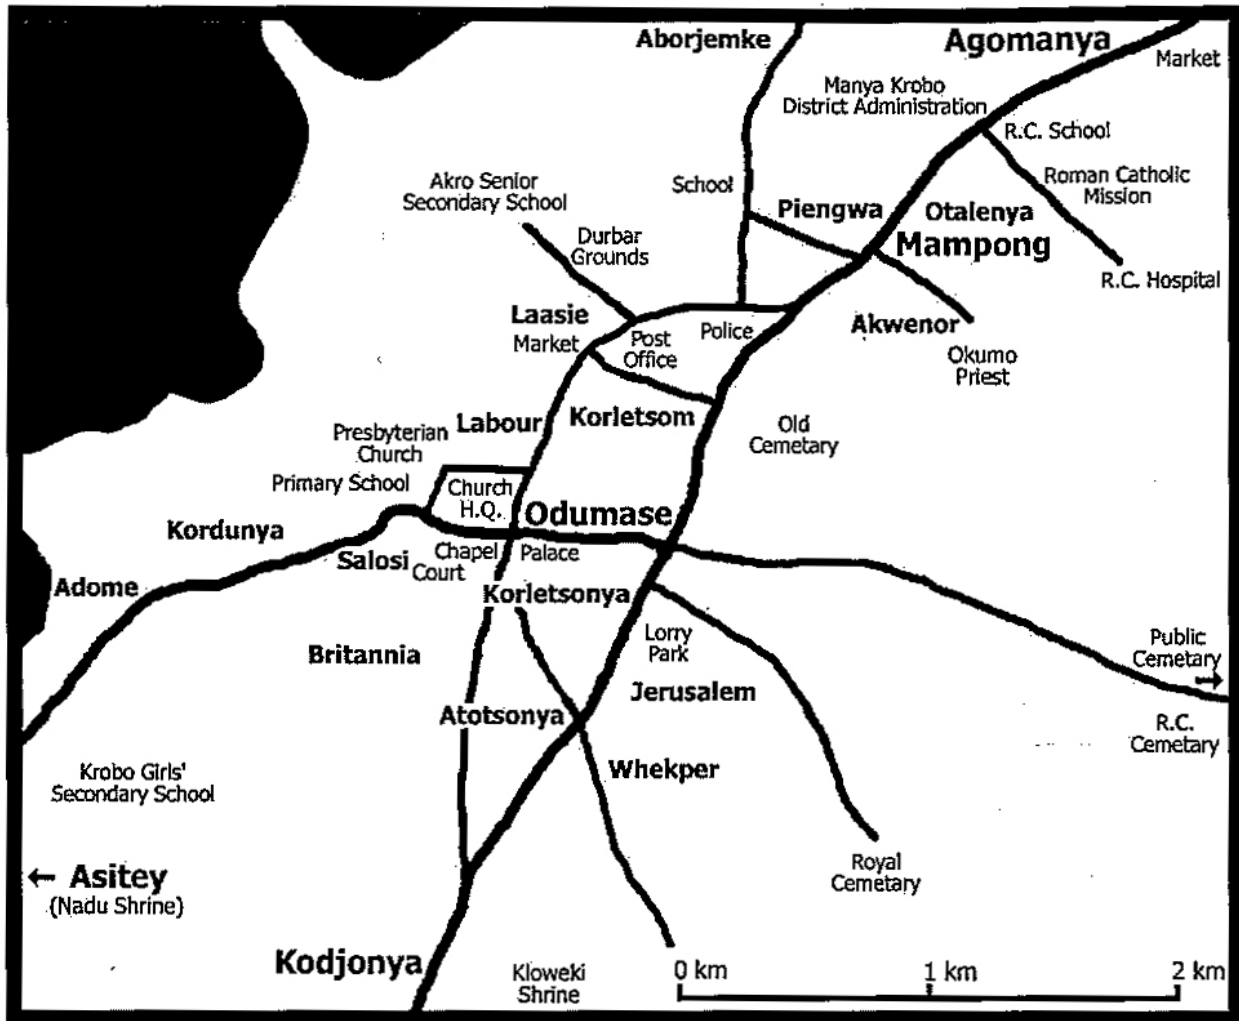 Aborjemke
Agomanya
Market
Manya Krobo
District Administration
R.C. School
Akro Senior
Secondary School
School
Roman Catholic
Mission
Piengwa
Otalenya
Durbar
Grounds
Mampong
R.C. Hospital
Laasie
Market
Post
Office
Police
Akwenor
Okumo
Priest
Labour
Korletsom
Old
Cemetary
Presbyterian
Church
Primary School
Church
H.Q.
Odumase
Kordunya
Salosi
Chapel
Court
Palace
Adome
Korletsonya
Britannia
Lorry
Park
Public
Cemetary
→
Jerusalem
Atotsonya
R.C.
Cemetary
Whekper
Krobo Girls'
Secondary School
← Asitey
(Nadu Shrine)
Royal
Cemetary
Kodjonya
Kloweki
Shrine
0 km 1 km 2 km